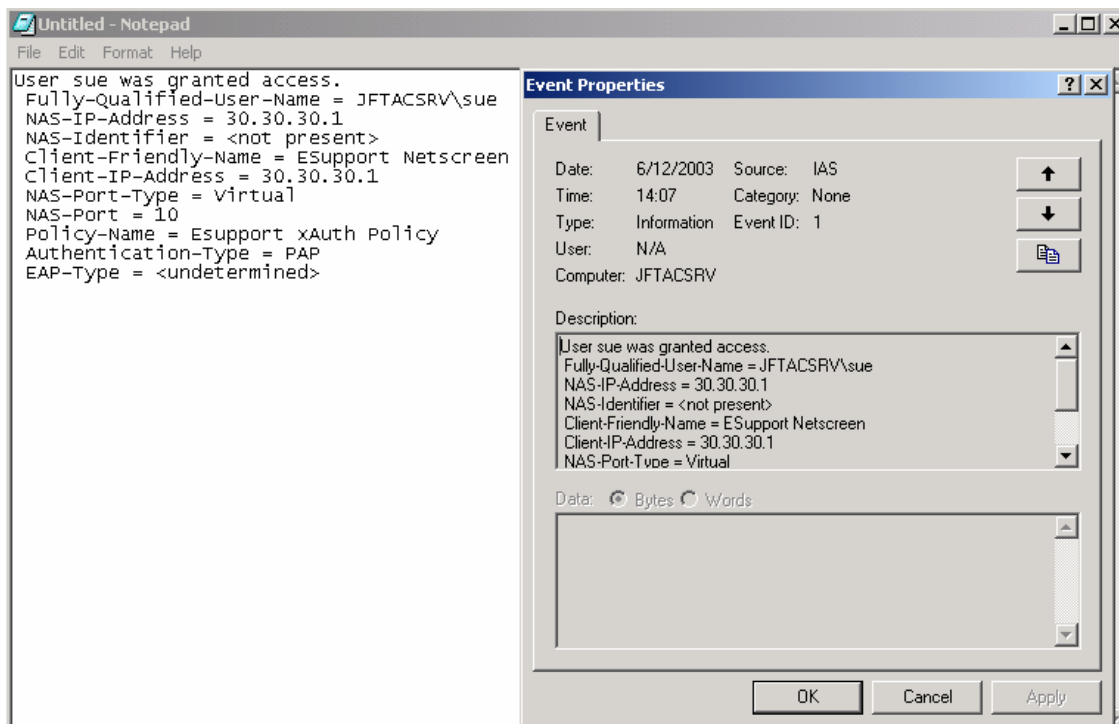 Untitled - Notepad
File Edit Format Help
User sue was granted access.
Fully-Qualified-User-Name = JFTACSRV\sue
NAS-IP-Address = 30.30.30.1
NAS-Identifier = <not present>
Client-Friendly-Name = ESupport Netscreen
Client-IP-Address = 30.30.30.1
NAS-Port-Type = Virtual
NAS-Port = 10
Policy-Name = Esupport xAuth Policy
Authentication-Type = PAP
EAP-Type = <undetermined>
Event Properties
Event
Date: 6/12/2003 Source: IAS
Time: 14:07 Category: None
Type: Information Event ID: 1
User: N/A
Computer: JFTACSRV
Description:
User sue was granted access.
Fully-Qualified-User-Name = JFTACSRV\sue
NAS-IP-Address = 30.30.30.1
NAS-Identifier = <not present>
Client-Friendly-Name = ESupport Netscreen
Client-IP-Address = 30.30.30.1
NAS-Port-Type = Virtual
Data: Bytes Words
OK Cancel Apply